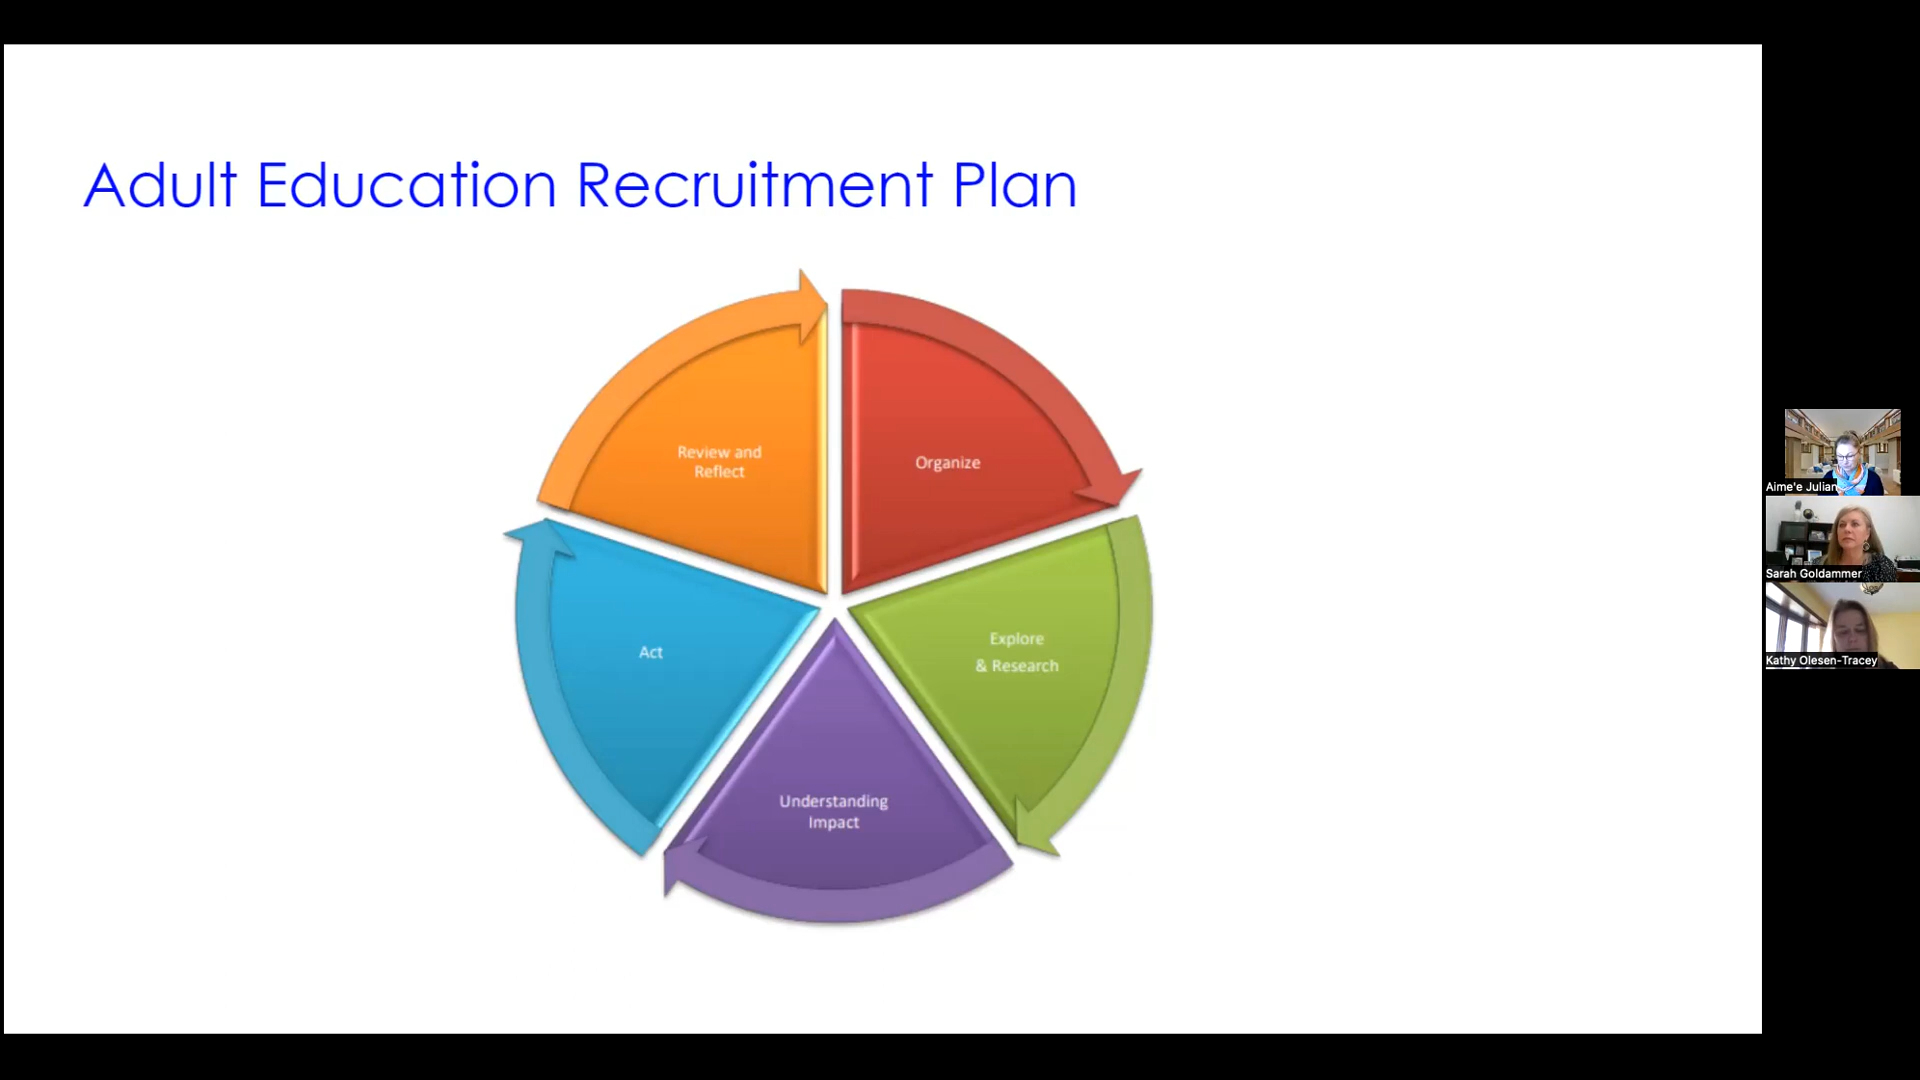 Adult Education Recruitment Plan
Review and
Reflect
Organize
Explore
& Research
Act
Understanding
Impact
Aime'e Julian
Sarah Goldammer
Kathy Olesen-Tracey